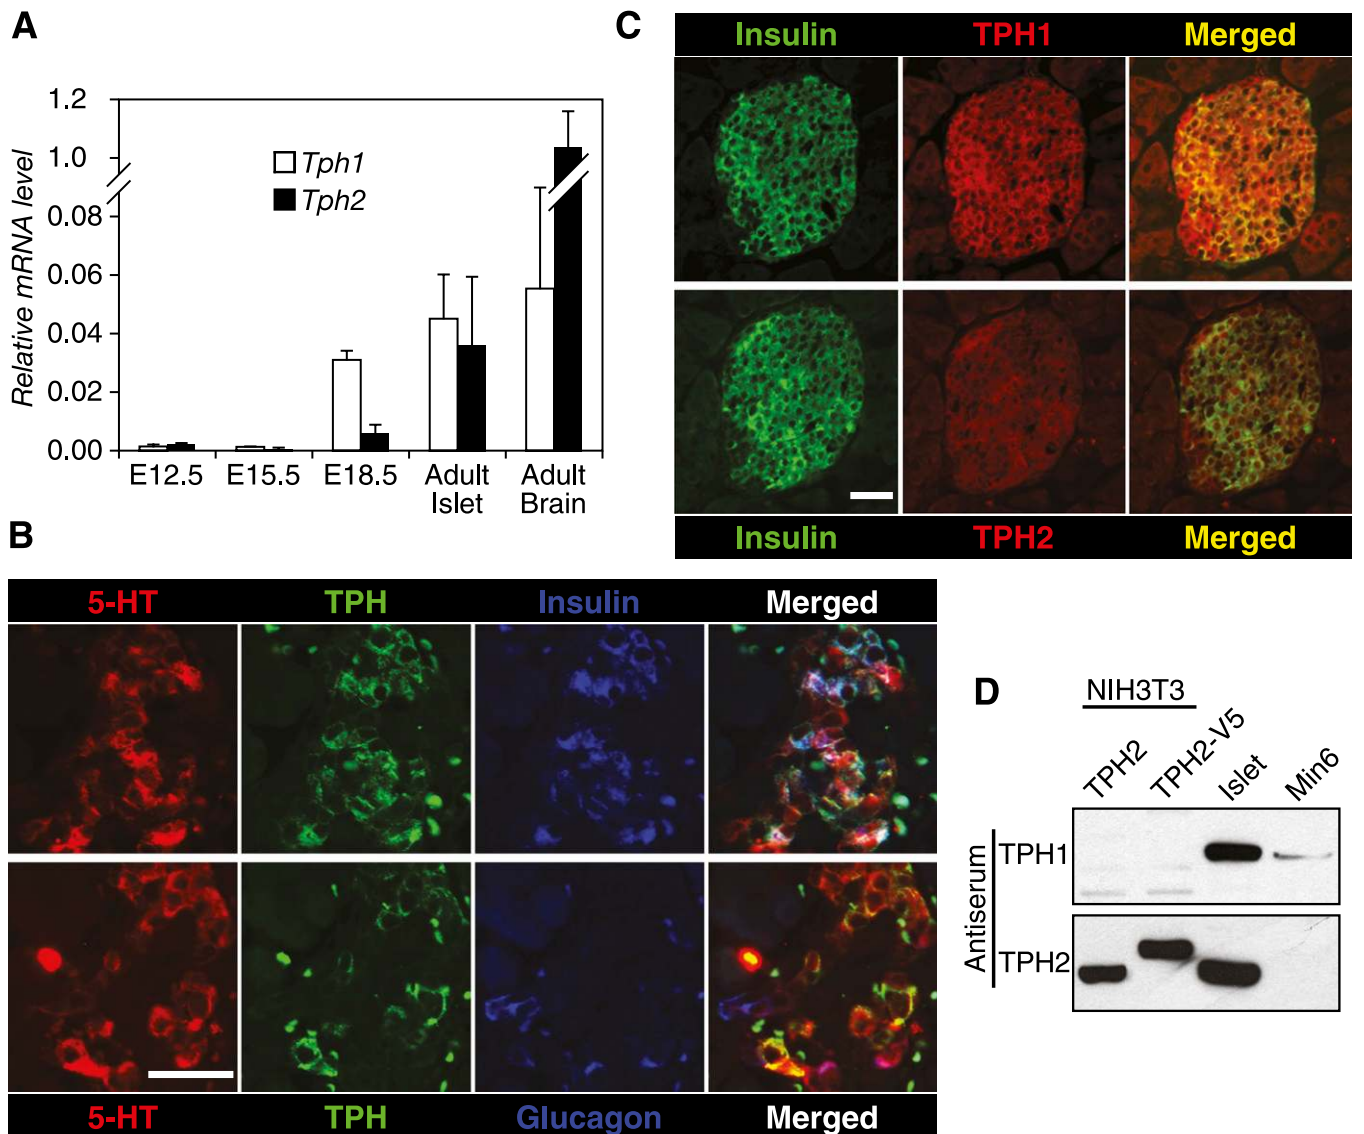 A
1.2
1.0
0.08
0.06
0.04
0.02
0.00
Relative mRNA level
Tph1
Tph2
E12.5 E15.5 E18.5 Adult Islet Adult Brain
B
5-HT TPH Insulin Merged
5-HT TPH Glucagon Merged
C
Insulin TPH1 Merged
Insulin TPH2 Merged
D
NIH3T3
TPH2 TPH2-V5 Islet Min6
Antiserum
TPH1
TPH2